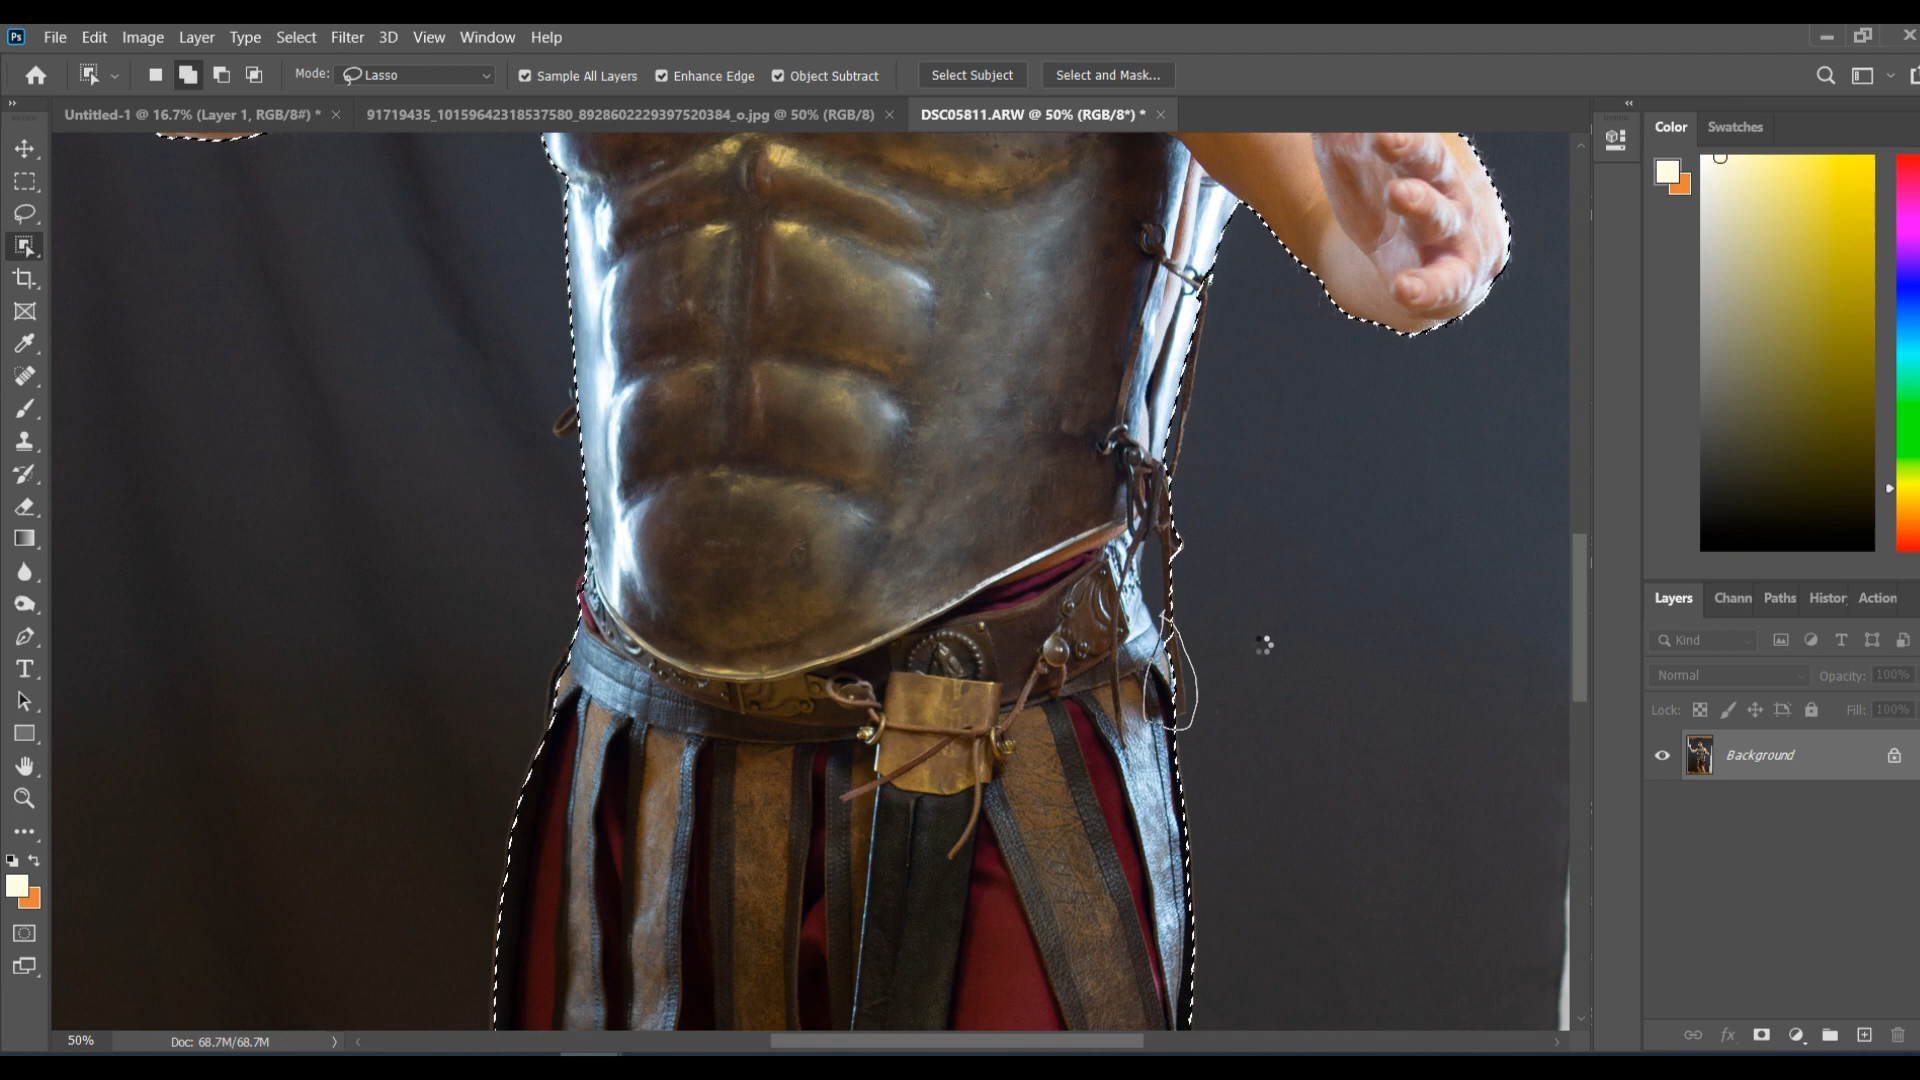 Ps File Edit Image Layer Type Select Filter 3D View Window Help
Mode: Lasso Sample All Layers Enhance Edge Object Subtract Select Subject Select and Mask...
Untitled-1 @ 16.7% (Layer 1, RGB/8#) * 91719435_10159642318537580_8928602229397520384_o.jpg @ 50% (RGB/8) DSC05811.ARW @ 50% (RGB/8*) *
Color Swatches
Layers Chann Paths Histor Action
Kind
Normal Opacity: 100%
Lock: Fill: 100%
Background
50% Doc: 68.7M/68.7M